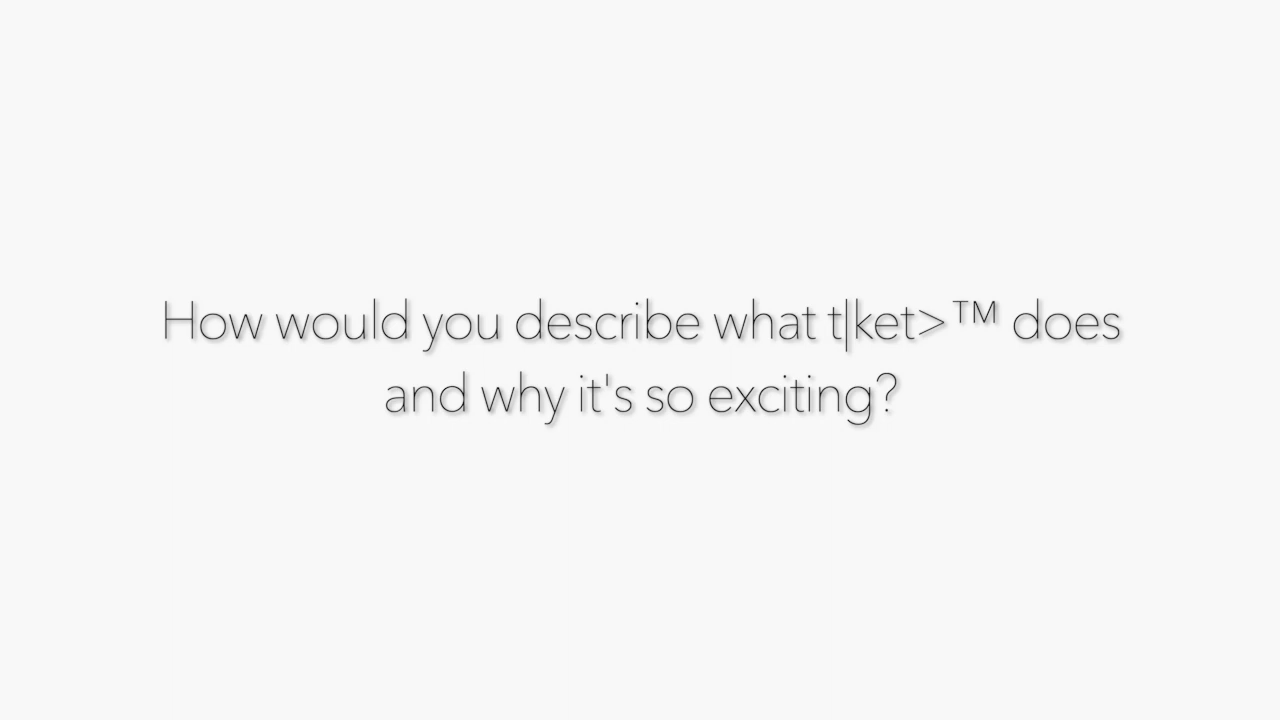 How would you describe what t|ket>™ does
and why it's so exciting?